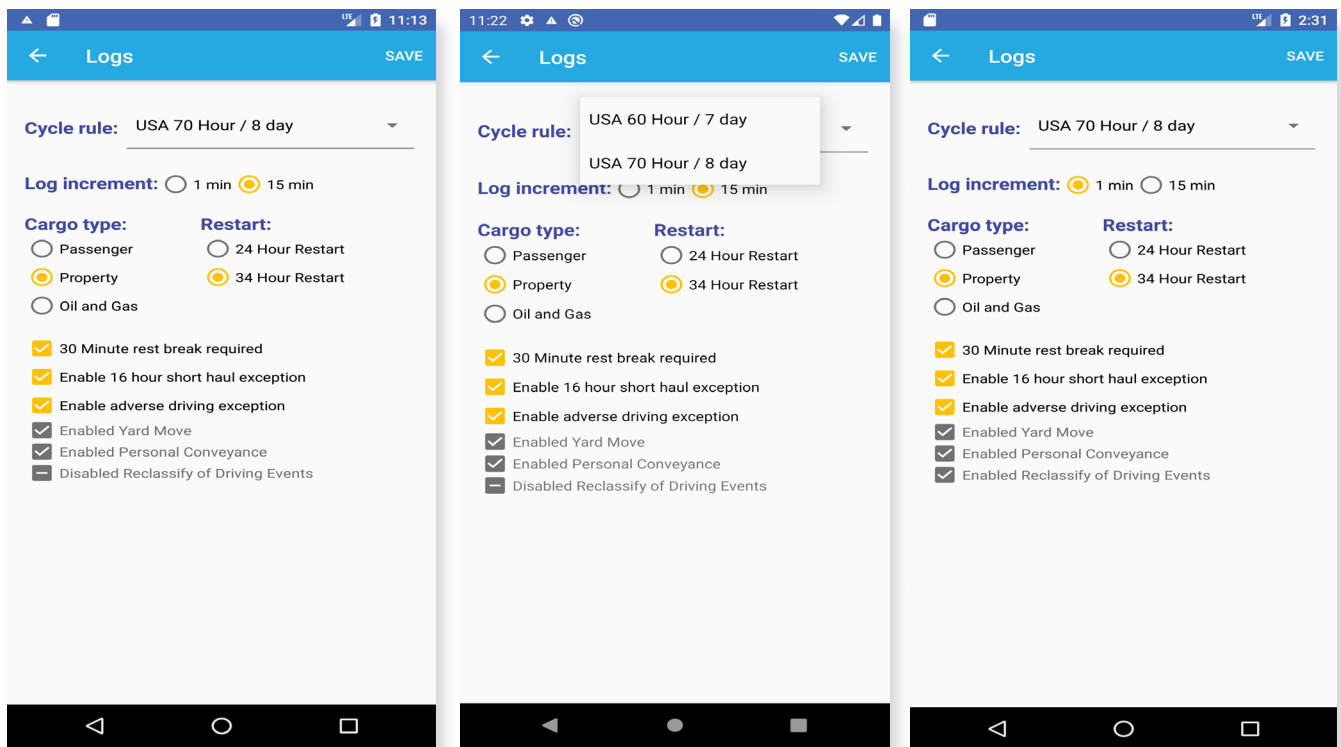 LTE 11:13
Logs SAVE
Cycle rule: USA 70 Hour / 8 day
Log increment: 1 min 15 min
Cargo type: Restart:
Passenger 24 Hour Restart
Property 34 Hour Restart
Oil and Gas
30 Minute rest break required
Enable 16 hour short haul exception
Enable adverse driving exception
Enabled Yard Move
Enabled Personal Conveyance
Disabled Reclassify of Driving Events
11:22
Logs SAVE
USA 60 Hour / 7 day
Cycle rule:
USA 70 Hour / 8 day
Log increment: 1 min 15 min
Cargo type: Restart:
Passenger 24 Hour Restart
Property 34 Hour Restart
Oil and Gas
30 Minute rest break required
Enable 16 hour short haul exception
Enable adverse driving exception
Enabled Yard Move
Enabled Personal Conveyance
Disabled Reclassify of Driving Events
LTE 2:31
Logs SAVE
Cycle rule: USA 70 Hour / 8 day
Log increment: 1 min 15 min
Cargo type: Restart:
Passenger 24 Hour Restart
Property 34 Hour Restart
Oil and Gas
30 Minute rest break required
Enable 16 hour short haul exception
Enable adverse driving exception
Enabled Yard Move
Enabled Personal Conveyance
Enabled Reclassify of Driving Events